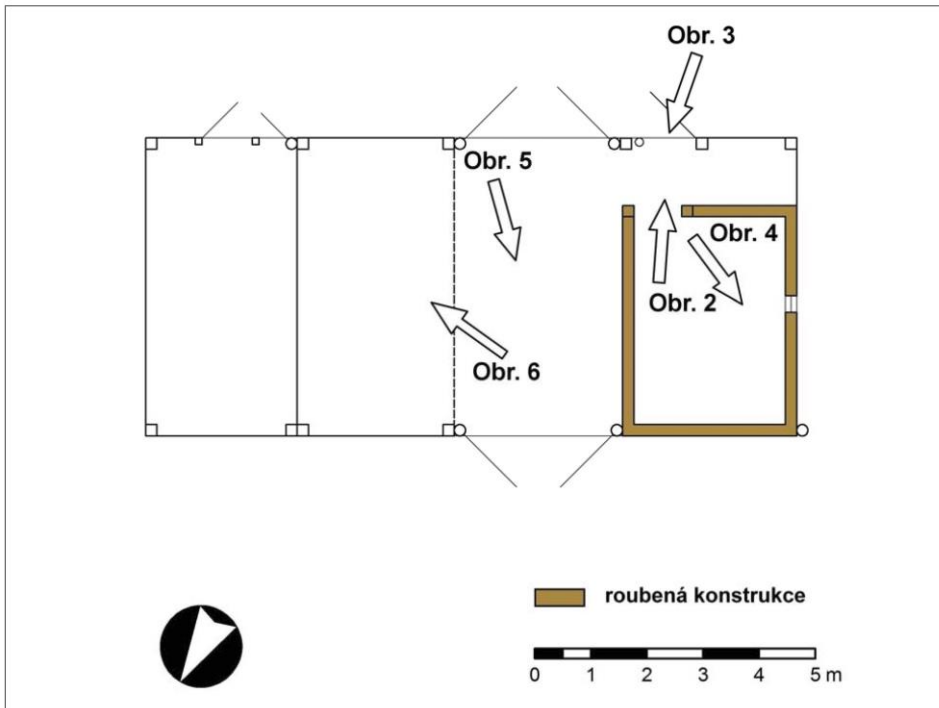 Obr. 3
Obr. 5
Obr. 4
Obr. 2
Obr. 6
roubená konstrukce
0 1 2 3 4 5 m